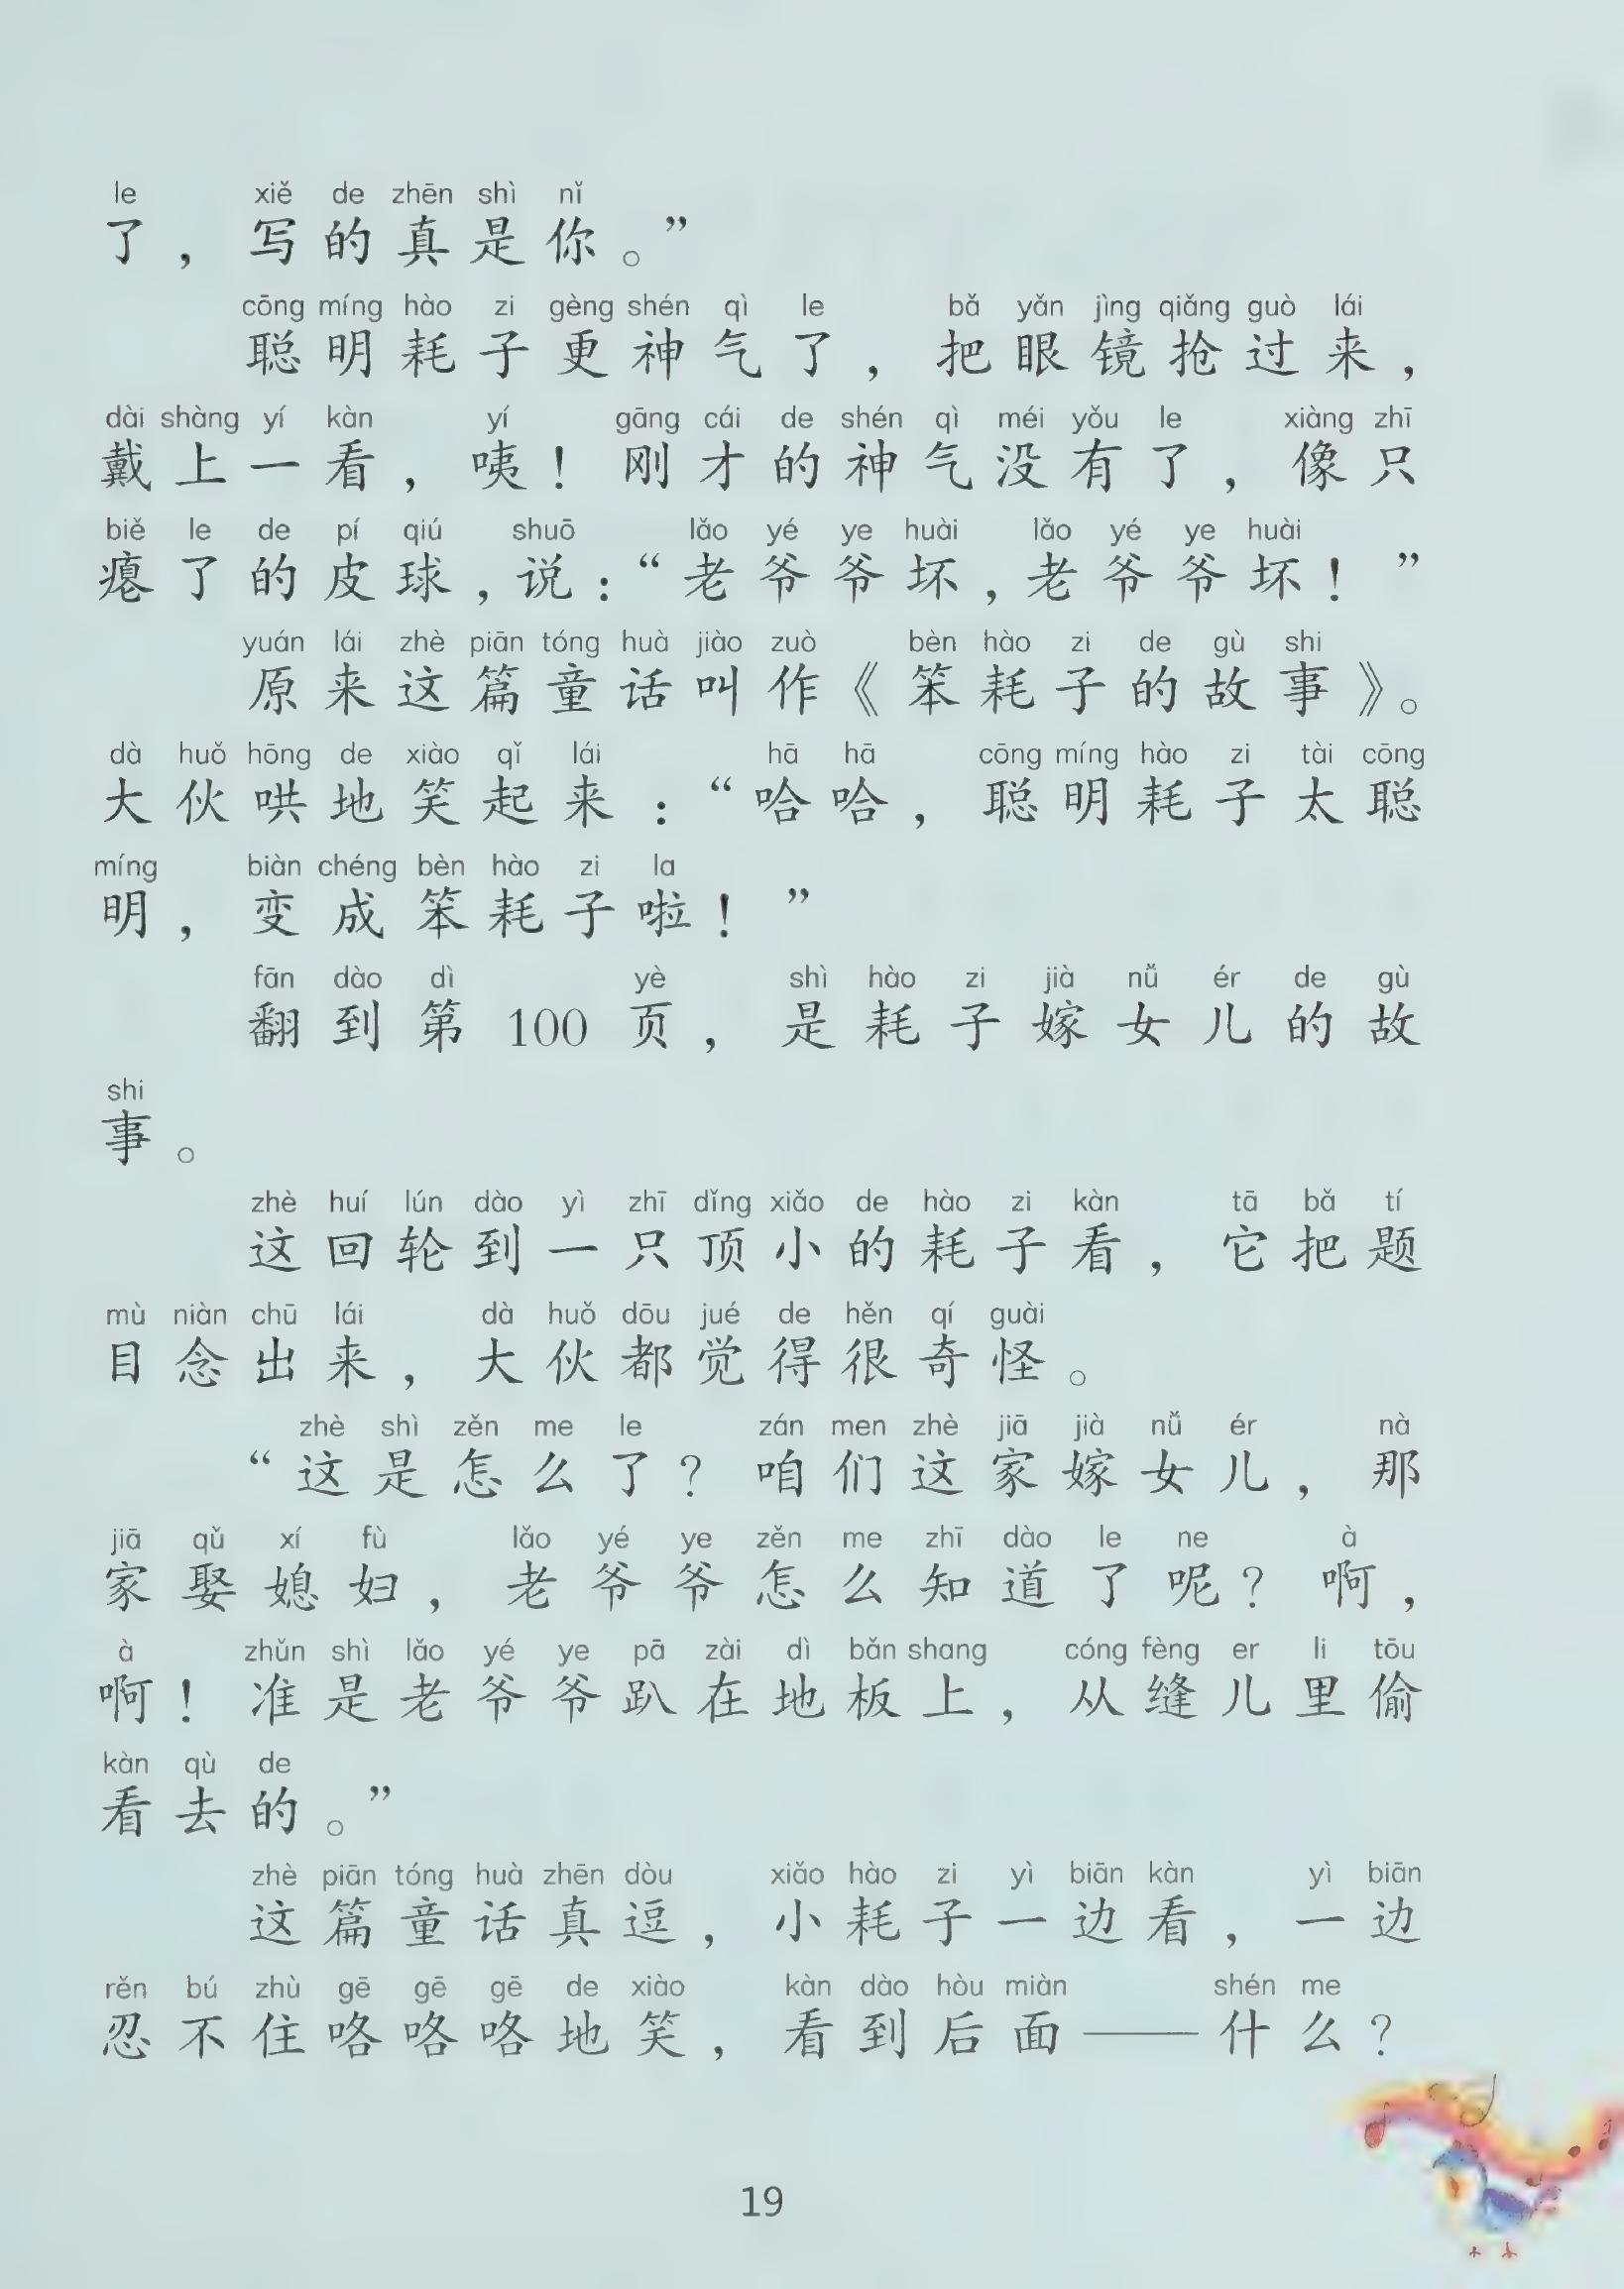 le xiě de zhēn shì nǐ
了，写的真是你。”
cōng míng hào zi gèng shén qì le bǎ yǎn jìng qiǎng guò lái
聪明耗子更神气了，把眼镜抢过来，
dài shàng yí kàn yí gāng cái de shén qì méi yǒu le xiàng zhī
戴上一看，咦！刚才的神气没有了，像只
biě le de pí qiú shuō lǎo yé ye huài lǎo yé ye huài
瘪了的皮球，说：“老爷爷坏，老爷爷坏！”
yuán lái zhè piān tóng huà jiào zuò bèn hào zi de gù shi
原来这篇童话叫作《笨耗子的故事》。
dà huǒ hōng de xiào qǐ lái hā hā cōng míng hào zi tài cōng
大伙哄地笑起来：“哈哈，聪明耗子太聪
míng biàn chéng bèn hào zi la
明，变成笨耗子啦！”
fān dào dì yè shì hào zi jià nǚ ér de gù
翻到第100页，是耗子嫁女儿的故
shi
事。
zhè huí lún dào yì zhī dǐng xiǎo de hào zi kàn tā bǎ tí
这回轮到一只顶小的耗子看，它把题
mù niàn chū lái dà huǒ dōu jué de hěn qí guài
目念出来，大伙都觉得很奇怪。
zhè shì zěn me le zán men zhè jiā jià nǚ ér nà
“这是怎么了？咱们这家嫁女儿，那
jiā qǔ xí fù lǎo yé ye zěn me zhī dào le ne à
家娶媳妇，老爷爷怎么知道了呢？啊，
à zhǔn shì lǎo yé ye pā zài dì bǎn shang cóng fèng er li tōu
啊！准是老爷爷趴在地板上，从缝儿里偷
kàn qù de
看去的。”
zhè piān tóng huà zhēn dòu xiǎo hào zi yì biān kàn yì biān
这篇童话真逗，小耗子一边看，一边
rěn bú zhù gē gē gē de xiào kàn dào hòu miàn shén me
忍不住咯咯咯地笑，看到后面——什么？
19